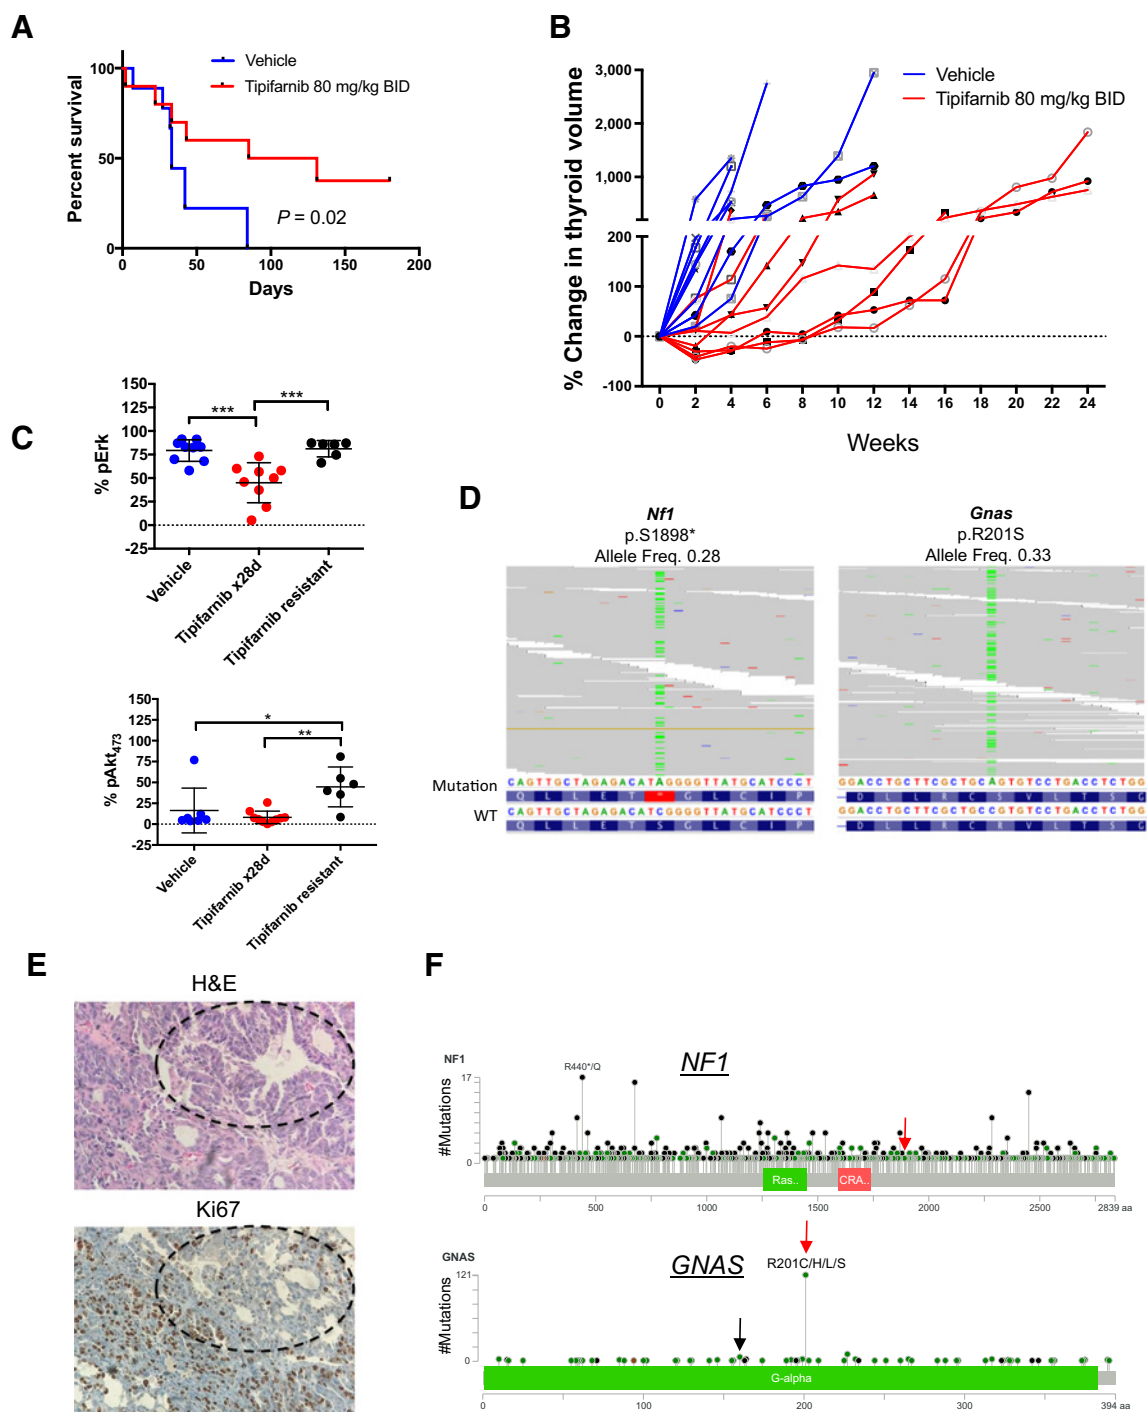 A
Vehicle
Tipifarnib 80 mg/kg BID
Percent survival
100
50
0
P = 0.02
0 50 100 150 200
Days
B
Vehicle
Tipifarnib 80 mg/kg BID
% Change in thyroid volume
3,000
2,000
1,000
200
100
0
-100
0 2 4 6 8 10 12 14 16 18 20 22 24
Weeks
C
% pErk
150
125
100
75
50
25
0
-25
***
***
Vehicle
Tipifarnib x28d
Tipifarnib resistant
% pAkt473
150
125
100
75
50
25
0
-25
*
**
Vehicle
Tipifarnib x28d
Tipifarnib resistant
D
Nf1
p.S1898*
Allele Freq. 0.28
Gnas
p.R201S
Allele Freq. 0.33
Mutation
CAGTTGCTAGAGACATAGGGGTTATGCATCCCT
Q L L E T * G L C I P
WT
CAGTTGCTAGAGACATCGGGGTTATGCATCCCT
Q L L E T S G L C I P
GGACCTGCTTCGCTGCAGTGTCCTGACCTCTGG
D L L R C S V L T S G
GGACCTGCTTCGCTGCCGTGTCCTGACCTCTGG
D L L R C R V L T S G
E
H&E
Ki67
F
NF1
NF1
R440*/Q
#Mutations
17
0
Ras..
CRA..
0 500 1000 1500 2000 2500 2839 aa
GNAS
GNAS
R201C/H/L/S
#Mutations
121
0
G-alpha
0 100 200 300 394 aa